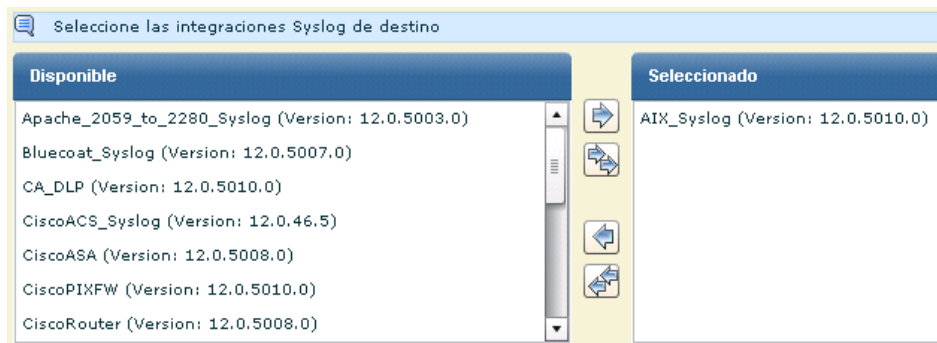 Seleccione las integraciones Syslog de destino
Disponible
Apache_2059_to_2280_Syslog (Version: 12.0.5003.0)
Bluecoat_Syslog (Version: 12.0.5007.0)
CA_DLP (Version: 12.0.5010.0)
CiscoACS_Syslog (Version: 12.0.46.5)
CiscoASA (Version: 12.0.5008.0)
CiscoPIXFW (Version: 12.0.5010.0)
CiscoRouter (Version: 12.0.5008.0)
Seleccionado
AIX_Syslog (Version: 12.0.5010.0)